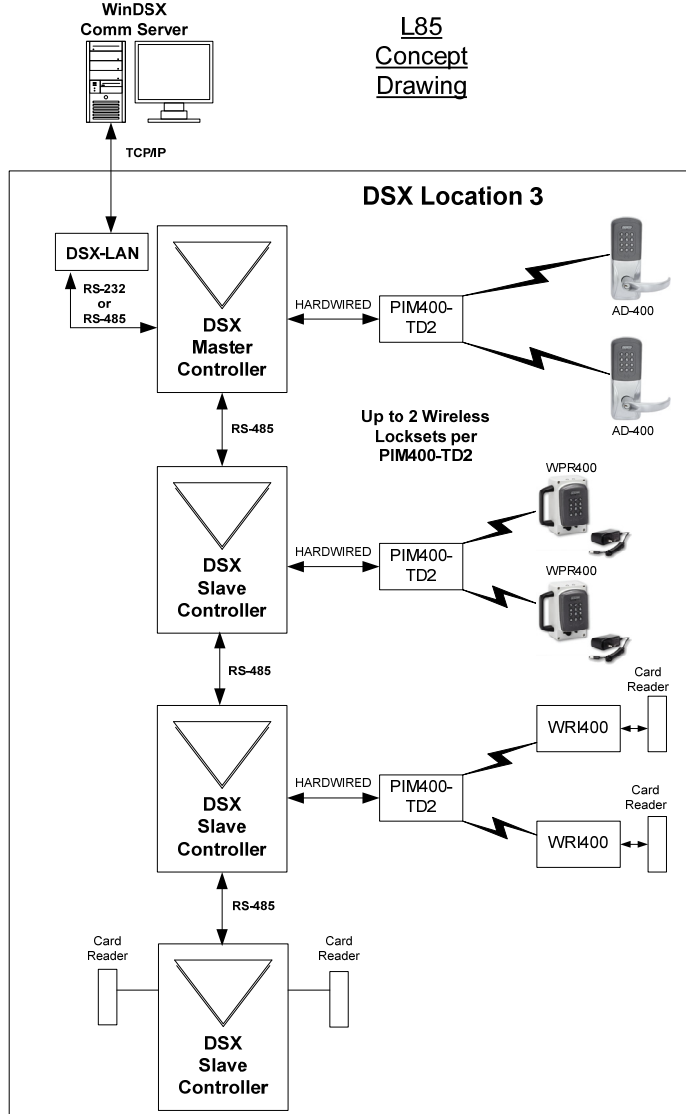 WinDSX
Comm Server
L85
Concept
Drawing
TCP/IP
DSX Location 3
DSX-LAN
RS-232
or
RS-485
DSX
Master
Controller
HARDWIRED
PIM400-
TD2
AD-400
AD-400
RS-485
Up to 2 Wireless
Locksets per
PIM400-TD2
DSX
Slave
Controller
HARDWIRED
PIM400-
TD2
WPR400
WPR400
RS-485
DSX
Slave
Controller
HARDWIRED
PIM400-
TD2
WRI400
Card
Reader
WRI400
Card
Reader
RS-485
Card
Reader
DSX
Slave
Controller
Card
Reader